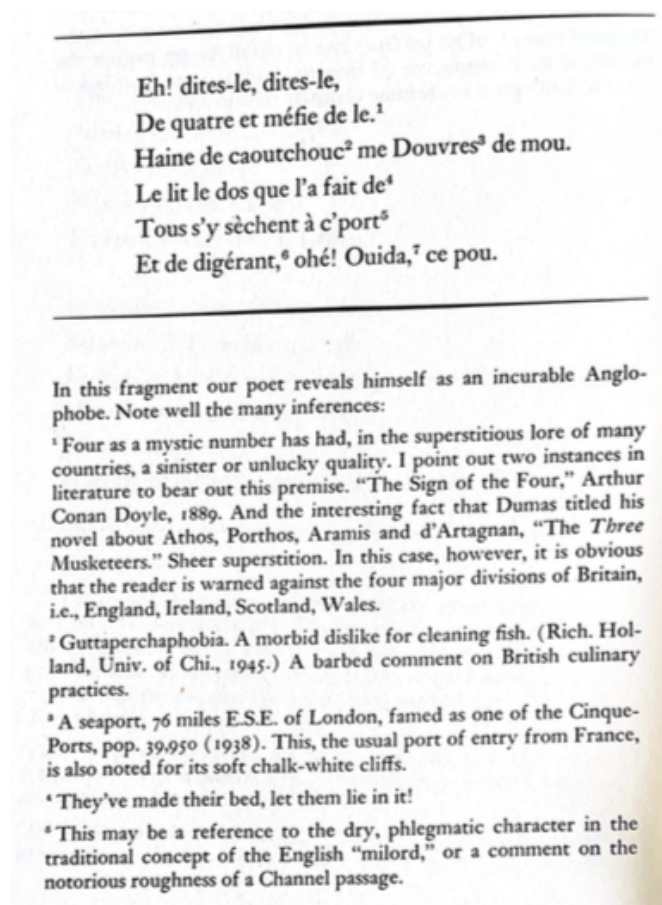 Eh! dites-le, dites-le,
De quatre et méfie de le.¹
Haine de caoutchouc² me Douvres³ de mou.
Le lit le dos que l'a fait de⁴
Tous s'y sèchent à c'port⁵
Et de digérant,⁶ ohé! Ouida,⁷ ce pou.
In this fragment our poet reveals himself as an incurable Anglo-
phobe. Note well the many inferences:
¹ Four as a mystic number has had, in the superstitious lore of many
countries, a sinister or unlucky quality. I point out two instances in
literature to bear out this premise. “The Sign of the Four,” Arthur
Conan Doyle, 1889. And the interesting fact that Dumas titled his
novel about Athos, Porthos, Aramis and d'Artagnan, “The Three
Musketeers.” Sheer superstition. In this case, however, it is obvious
that the reader is warned against the four major divisions of Britain,
i.e., England, Ireland, Scotland, Wales.
² Guttaperchaphobia. A morbid dislike for cleaning fish. (Rich. Hol-
land, Univ. of Chi., 1945.) A barbed comment on British culinary
practices.
³ A seaport, 76 miles E.S.E. of London, famed as one of the Cinque-
Ports, pop. 39,950 (1938). This, the usual port of entry from France,
is also noted for its soft chalk-white cliffs.
⁴ They've made their bed, let them lie in it!
⁵ This may be a reference to the dry, phlegmatic character in the
traditional concept of the English “milord,” or a comment on the
notorious roughness of a Channel passage.